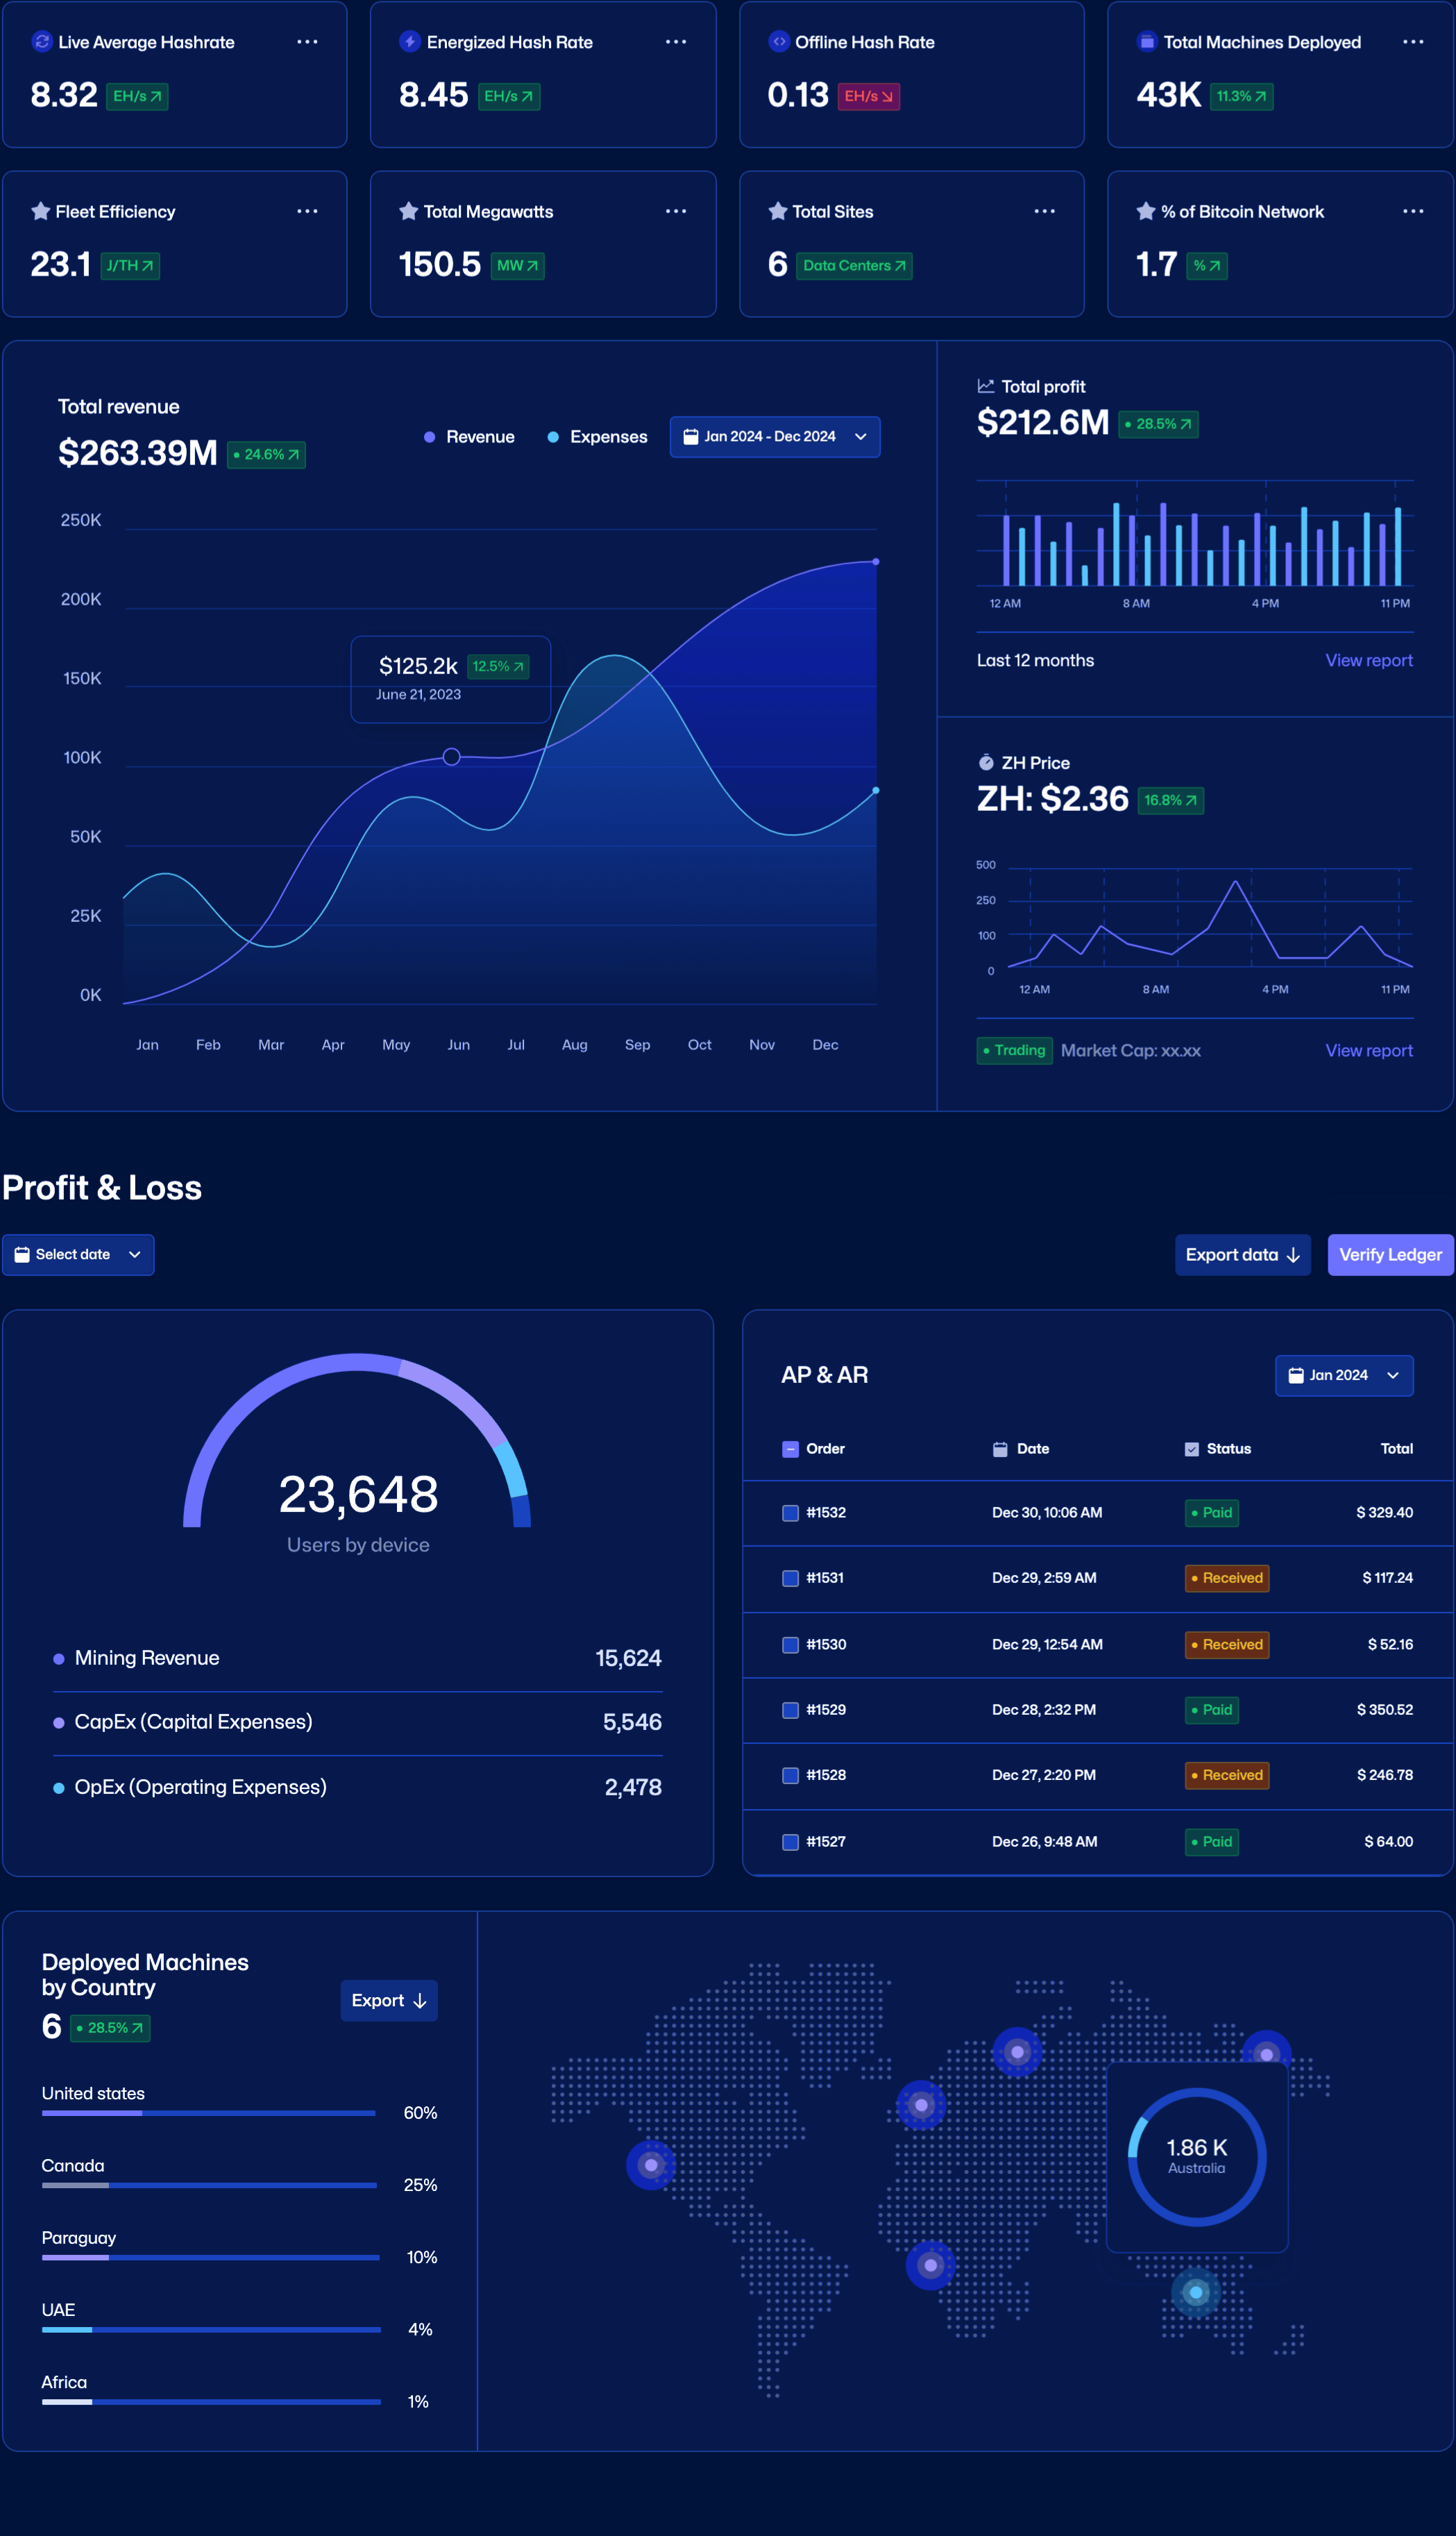 Live Average Hashrate
8.32 EH/s
Energized Hash Rate
8.45 EH/s
Offline Hash Rate
0.13 EH/s
Total Machines Deployed
43K 11.3%
Fleet Efficiency
23.1 J/TH
Total Megawatts
150.5 MW
Total Sites
6 Data Centers
% of Bitcoin Network
1.7 %
Total revenue
$263.39M 24.6%
Revenue
Expenses
Jan 2024 - Dec 2024
250K
200K
150K
100K
50K
25K
0K
$125.2k 12.5%
June 21, 2023
Jan Feb Mar Apr May Jun Jul Aug Sep Oct Nov Dec
Total profit
$212.6M 28.5%
12 AM 8 AM 4 PM 11 PM
Last 12 months View report
ZH Price
ZH: $2.36 16.8%
500
250
100
0
12 AM 8 AM 4 PM 11 PM
Trading Market Cap: xx.xx View report
Profit & Loss
Select date
Export data
Verify Ledger
23,648
Users by device
Mining Revenue 15,624
CapEx (Capital Expenses) 5,546
OpEx (Operating Expenses) 2,478
AP & AR
Jan 2024
Order Date Status Total
#1532 Dec 30, 10:06 AM Paid $ 329.40
#1531 Dec 29, 2:59 AM Received $ 117.24
#1530 Dec 29, 12:54 AM Received $ 52.16
#1529 Dec 28, 2:32 PM Paid $ 350.52
#1528 Dec 27, 2:20 PM Received $ 246.78
#1527 Dec 26, 9:48 AM Paid $ 64.00
Deployed Machines
by Country
6 28.5%
Export
United states
60%
Canada
25%
Paraguay
10%
UAE
4%
Africa
1%
1.86 K
Australia